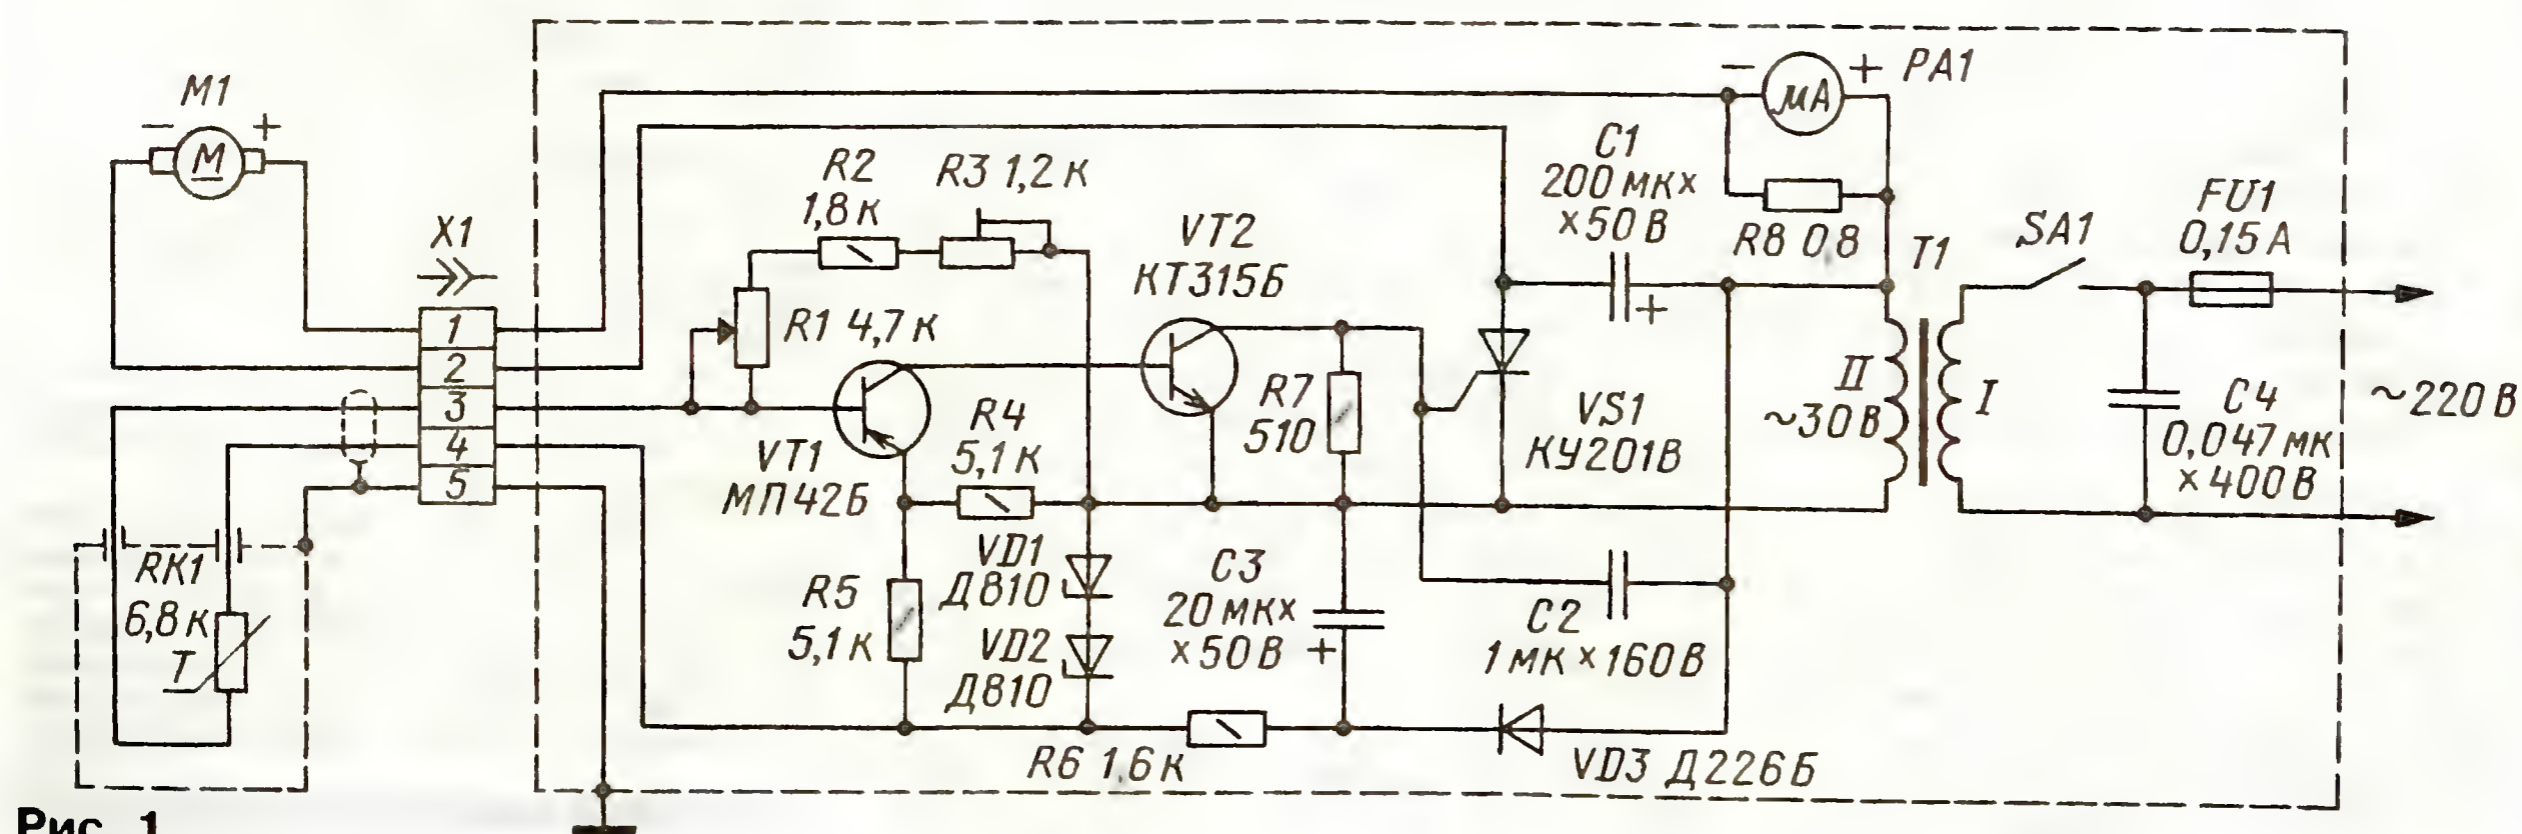 M1
− +
M
X1
1
2
3
4
5
RK1
6,8 к
T
R2
1,8 к
R3 1,2 к
R1 4,7 к
VT1
МП42Б
R4
5,1 к
R5
5,1 к
VD1
Д810
VD2
Д810
VT2
КТ315Б
R7
510
C3
20 мк×
×50 В +
R6 1,6 к
C1
200 мк×
×50 В
+
VS1
КУ201В
C2
1 мк ×160 В
VD3 Д226Б
− + PA1
μA
R8 0,8
T1
II
~30 В
I
SA1
FU1
0,15 А
C4
0,047 мк
×400 В
~220 В
Рис. 1